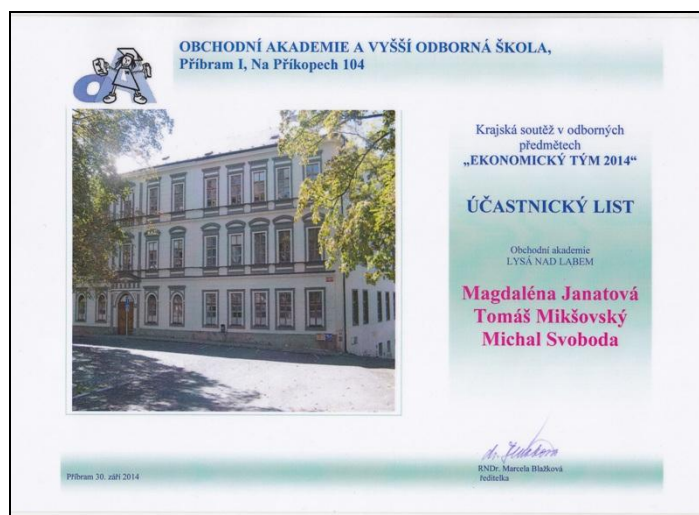 OBCHODNÍ AKADEMIE A VYŠŠÍ ODBORNÁ ŠKOLA,
Příbram I, Na Příkopech 104
Krajská soutěž v odborných
předmětech
„EKONOMICKÝ TÝM 2014“
ÚČASTNICKÝ LIST
Obchodní akademie
LYSÁ NAD LABEM
Magdaléna Janatová
Tomáš Mikšovský
Michal Svoboda
RNDr. Marcela Blažková
ředitelka
Příbram 30. září 2014